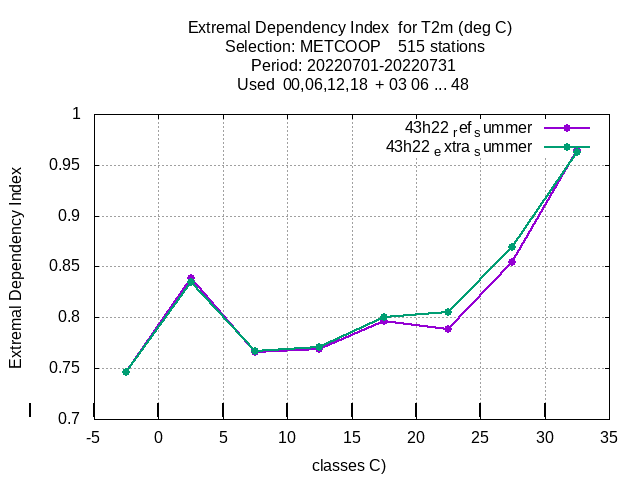 Extremal Dependency Index  for T2m (deg C)
Selection: METCOOP    515 stations
Period: 20220701-20220731
Used  00,06,12,18  + 03 06 ... 48
1
0.95
0.9
0.85
0.8
0.75
0.7
Extremal Dependency Index
43h22 ref summer
43h22 extra summer
-5 0 5 10 15 20 25 30 35
classes C)